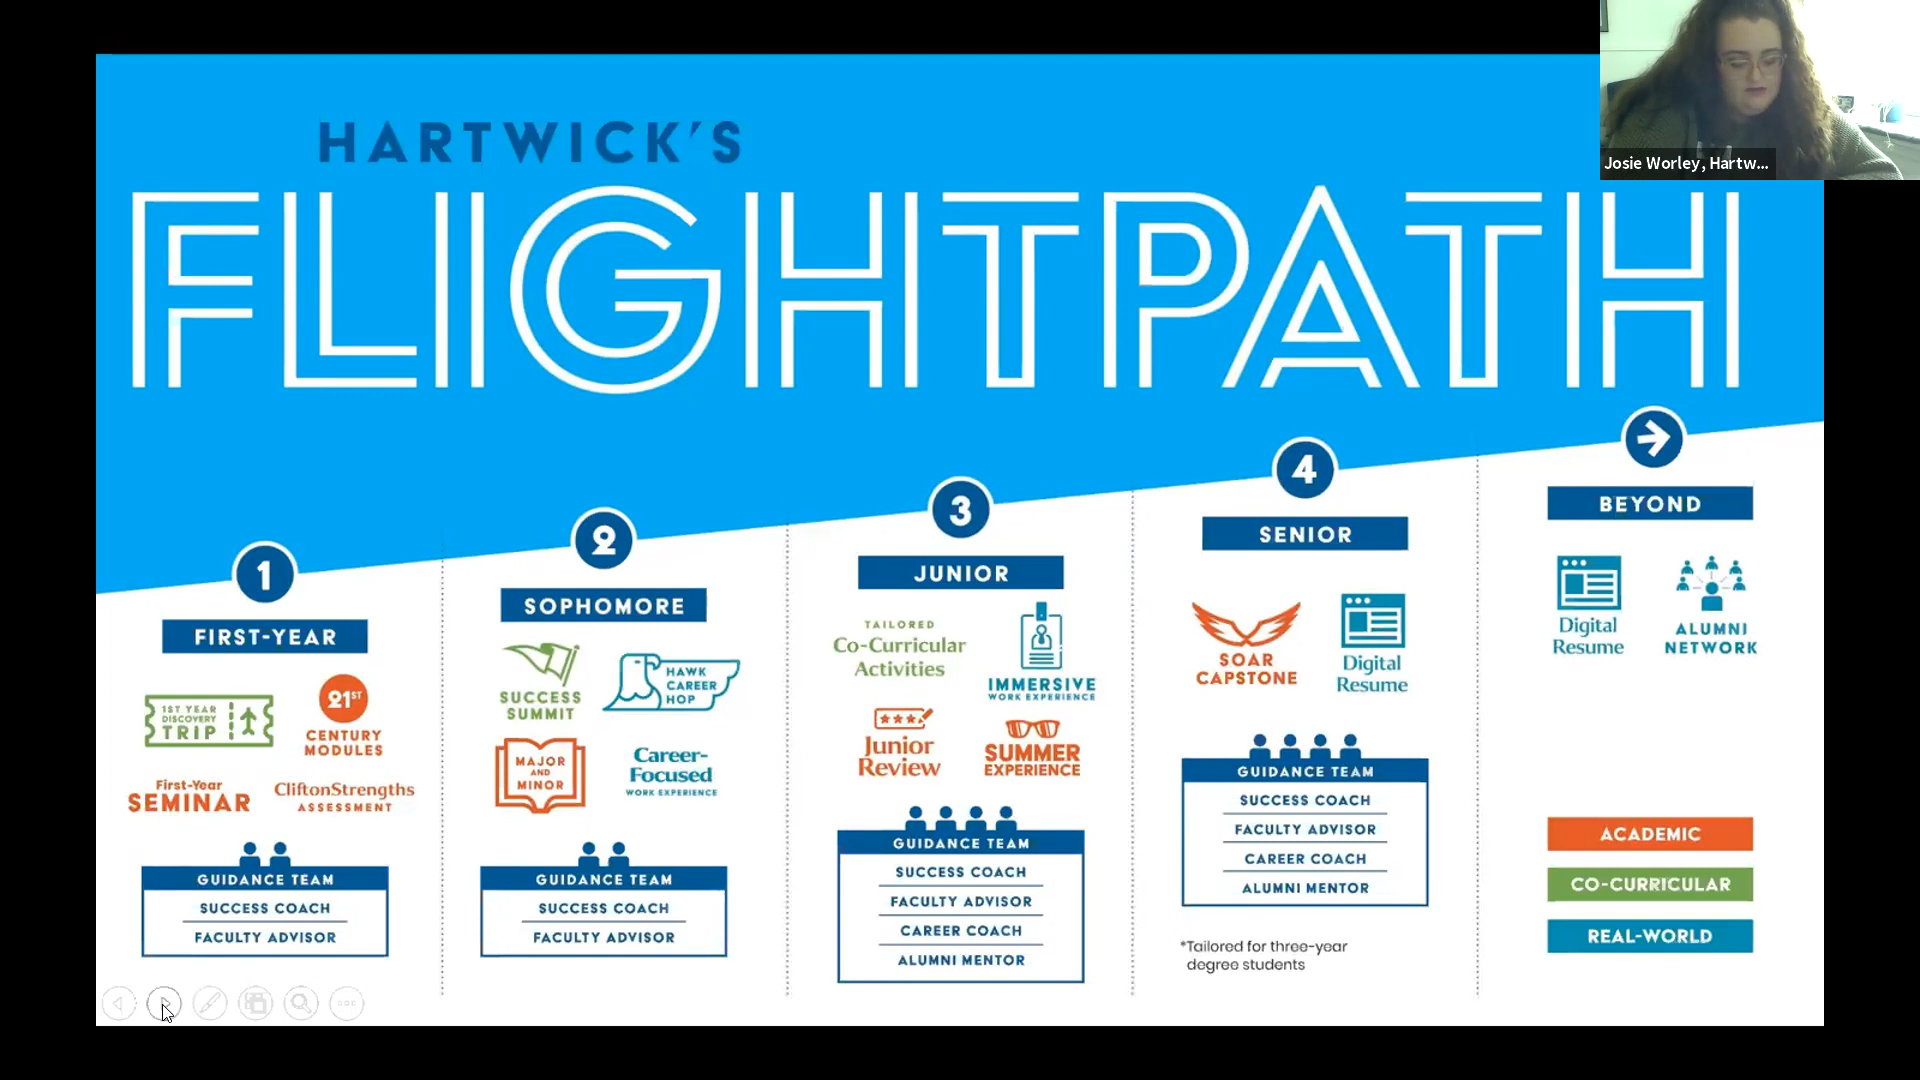 Josie Worley, Hartw...
HARTWICK'S
FLIGHTPATH
1
FIRST-YEAR
1ST YEAR
DISCOVERY
TRIP
21ST
CENTURY
MODULES
First-Year
SEMINAR
CliftonStrengths
ASSESSMENT
GUIDANCE TEAM
SUCCESS COACH
FACULTY ADVISOR
2
SOPHOMORE
SUCCESS
SUMMIT
HAWK
CAREER
HOP
MAJOR
AND
MINOR
Career-
Focused
WORK EXPERIENCE
GUIDANCE TEAM
SUCCESS COACH
FACULTY ADVISOR
3
JUNIOR
TAILORED
Co-Curricular
Activities
IMMERSIVE
WORK EXPERIENCE
Junior
Review
SUMMER
EXPERIENCE
GUIDANCE TEAM
SUCCESS COACH
FACULTY ADVISOR
CAREER COACH
ALUMNI MENTOR
4
SENIOR
SOAR
CAPSTONE
Digital
Resume
GUIDANCE TEAM
SUCCESS COACH
FACULTY ADVISOR
CAREER COACH
ALUMNI MENTOR
*Tailored for three-year
degree students
BEYOND
Digital
Resume
ALUMNI
NETWORK
ACADEMIC
CO-CURRICULAR
REAL-WORLD